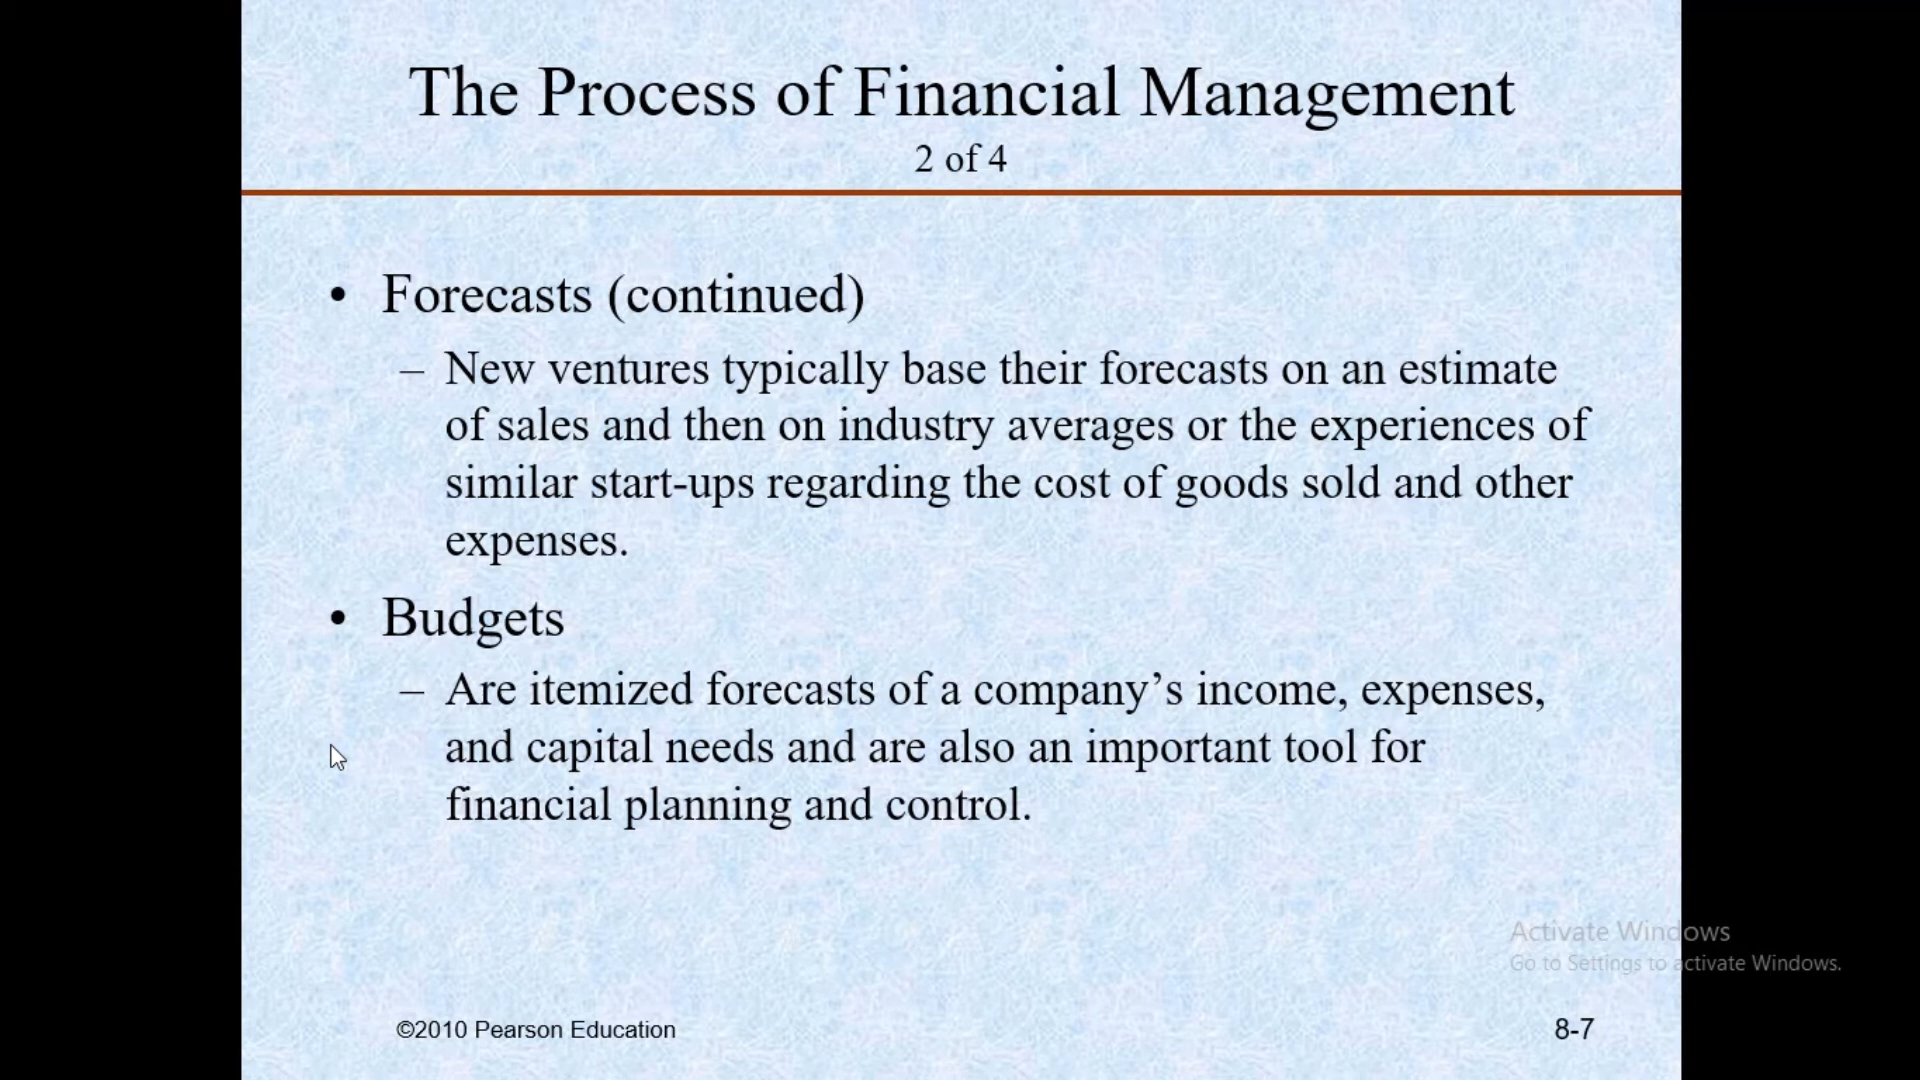 The Process of Financial Management
2 of 4
• Forecasts (continued)
– New ventures typically base their forecasts on an estimate
of sales and then on industry averages or the experiences of
similar start-ups regarding the cost of goods sold and other
expenses.
• Budgets
– Are itemized forecasts of a company’s income, expenses,
and capital needs and are also an important tool for
financial planning and control.
Activate Windows
Go to Settings to activate Windows.
©2010 Pearson Education
8-7